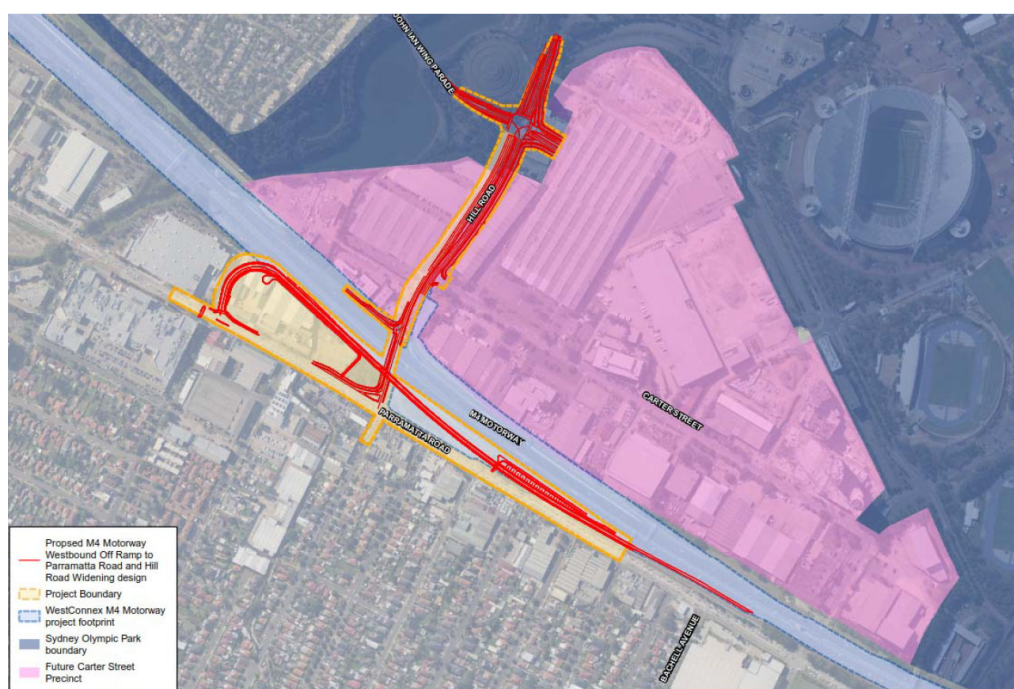 JOHN IAN WING PARADE
HILL ROAD
CARTER STREET
M4 MOTORWAY
PARRAMATTA ROAD
BACHELL AVENUE
Propsed M4 Motorway
Westbound Off Ramp to
Parramatta Road and Hill
Road Widening design
Project Boundary
WestConnex M4 Motorway
project footprint
Sydney Olympic Park
boundary
Future Carter Street
Precinct